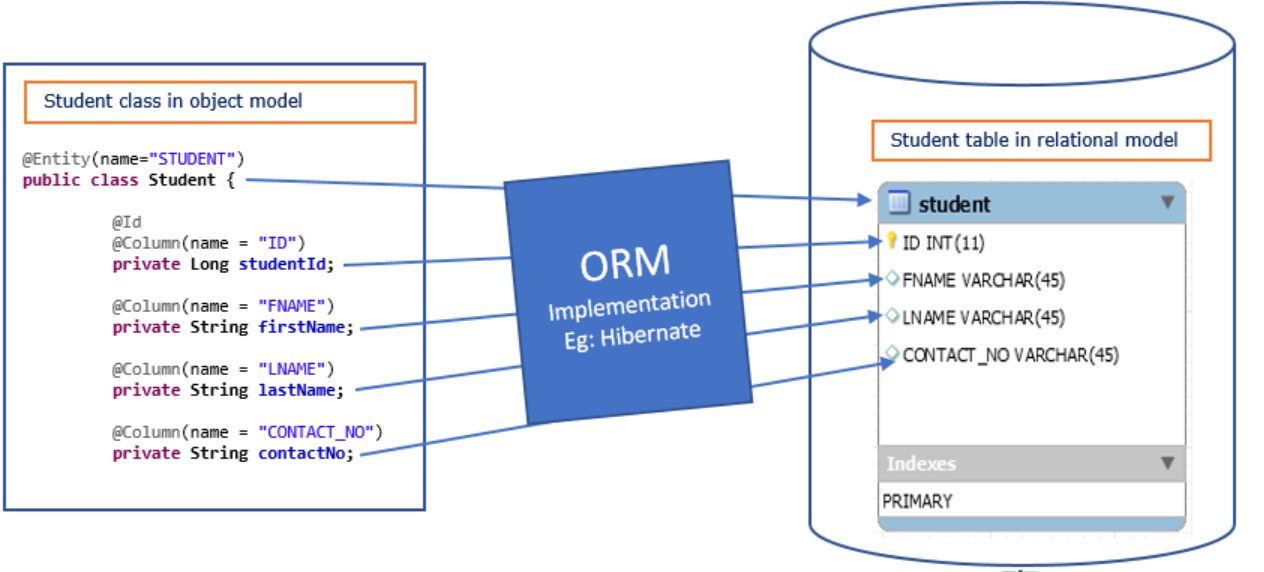 Student class in object model
@Entity(name="STUDENT")
public class Student {
@Id
@Column(name = "ID")
private Long studentId;
@Column(name = "FNAME")
private String firstName;
@Column(name = "LNAME")
private String lastName;
@Column(name = "CONTACT_NO")
private String contactNo;
ORM
Implementation
Eg: Hibernate
Student table in relational model
student
ID INT(11)
FNAME VARCHAR(45)
LNAME VARCHAR(45)
CONTACT_NO VARCHAR(45)
Indexes
PRIMARY